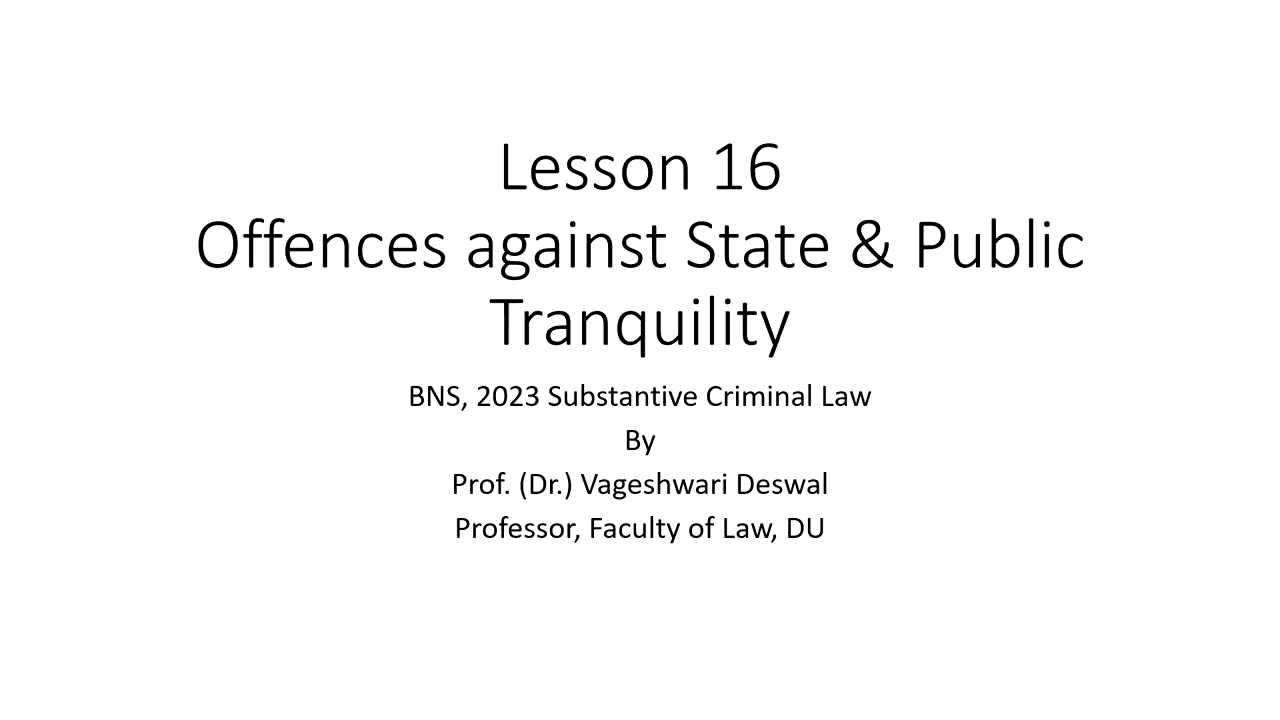 Lesson 16
Offences against State & Public
Tranquility
BNS, 2023 Substantive Criminal Law
By
Prof. (Dr.) Vageshwari Deswal
Professor, Faculty of Law, DU